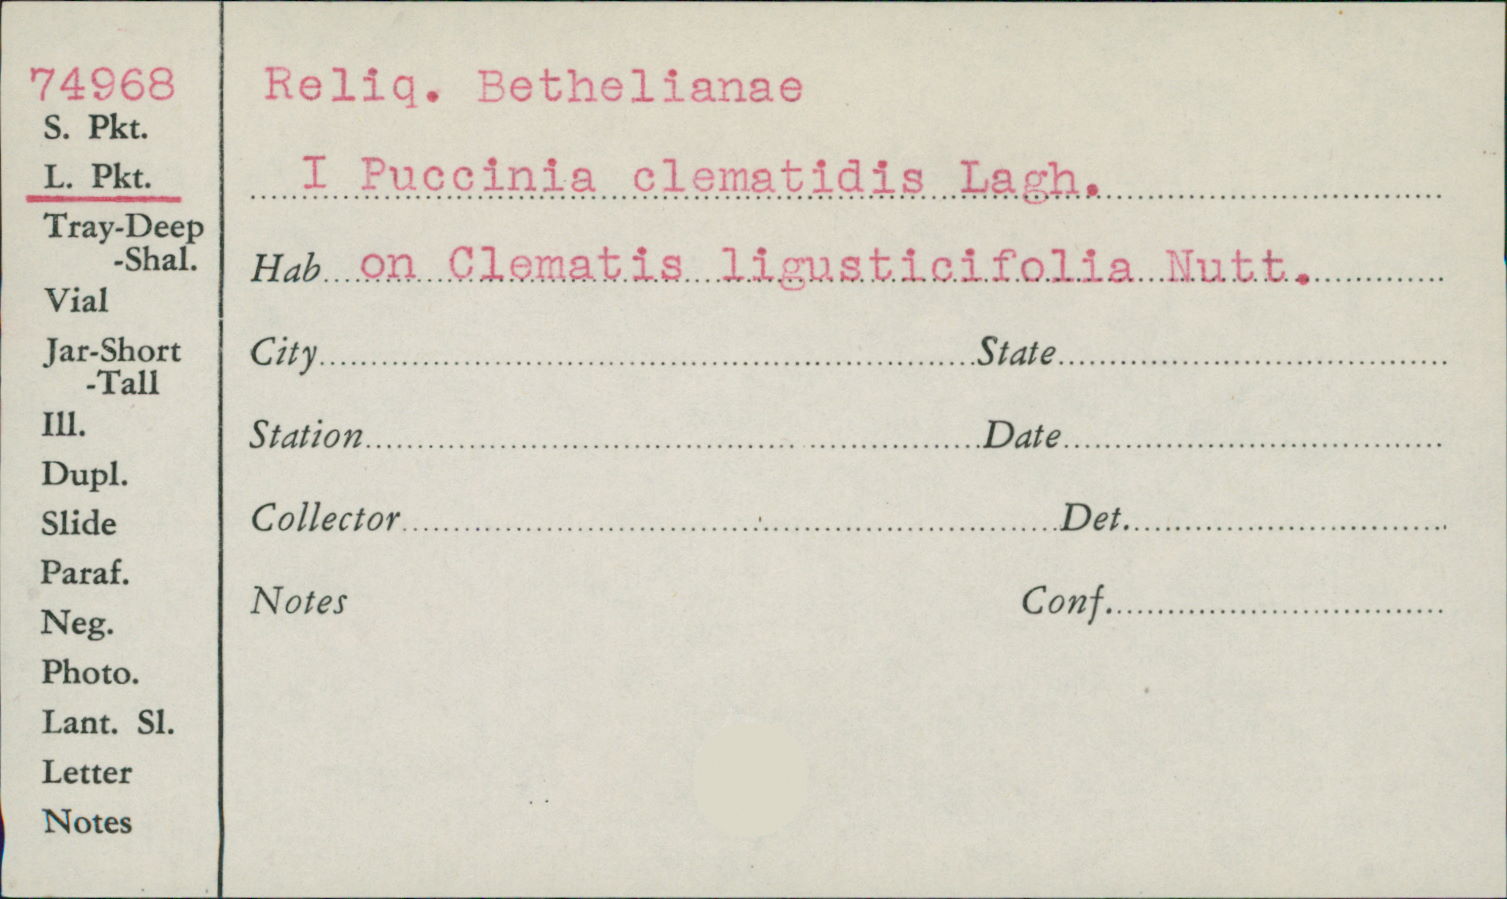 74968
S. Pkt.
L. Pkt.
Tray-Deep
-Shal.
Vial
Jar-Short
-Tall
Ill.
Dupl.
Slide
Paraf.
Neg.
Photo.
Lant. Sl.
Letter
Notes
Reliq. Bethelianae
I Puccinia clematidis Lagh.
Hab on Clematis ligusticifolia Nutt.
City State
Station Date
Collector Det.
Notes Conf.